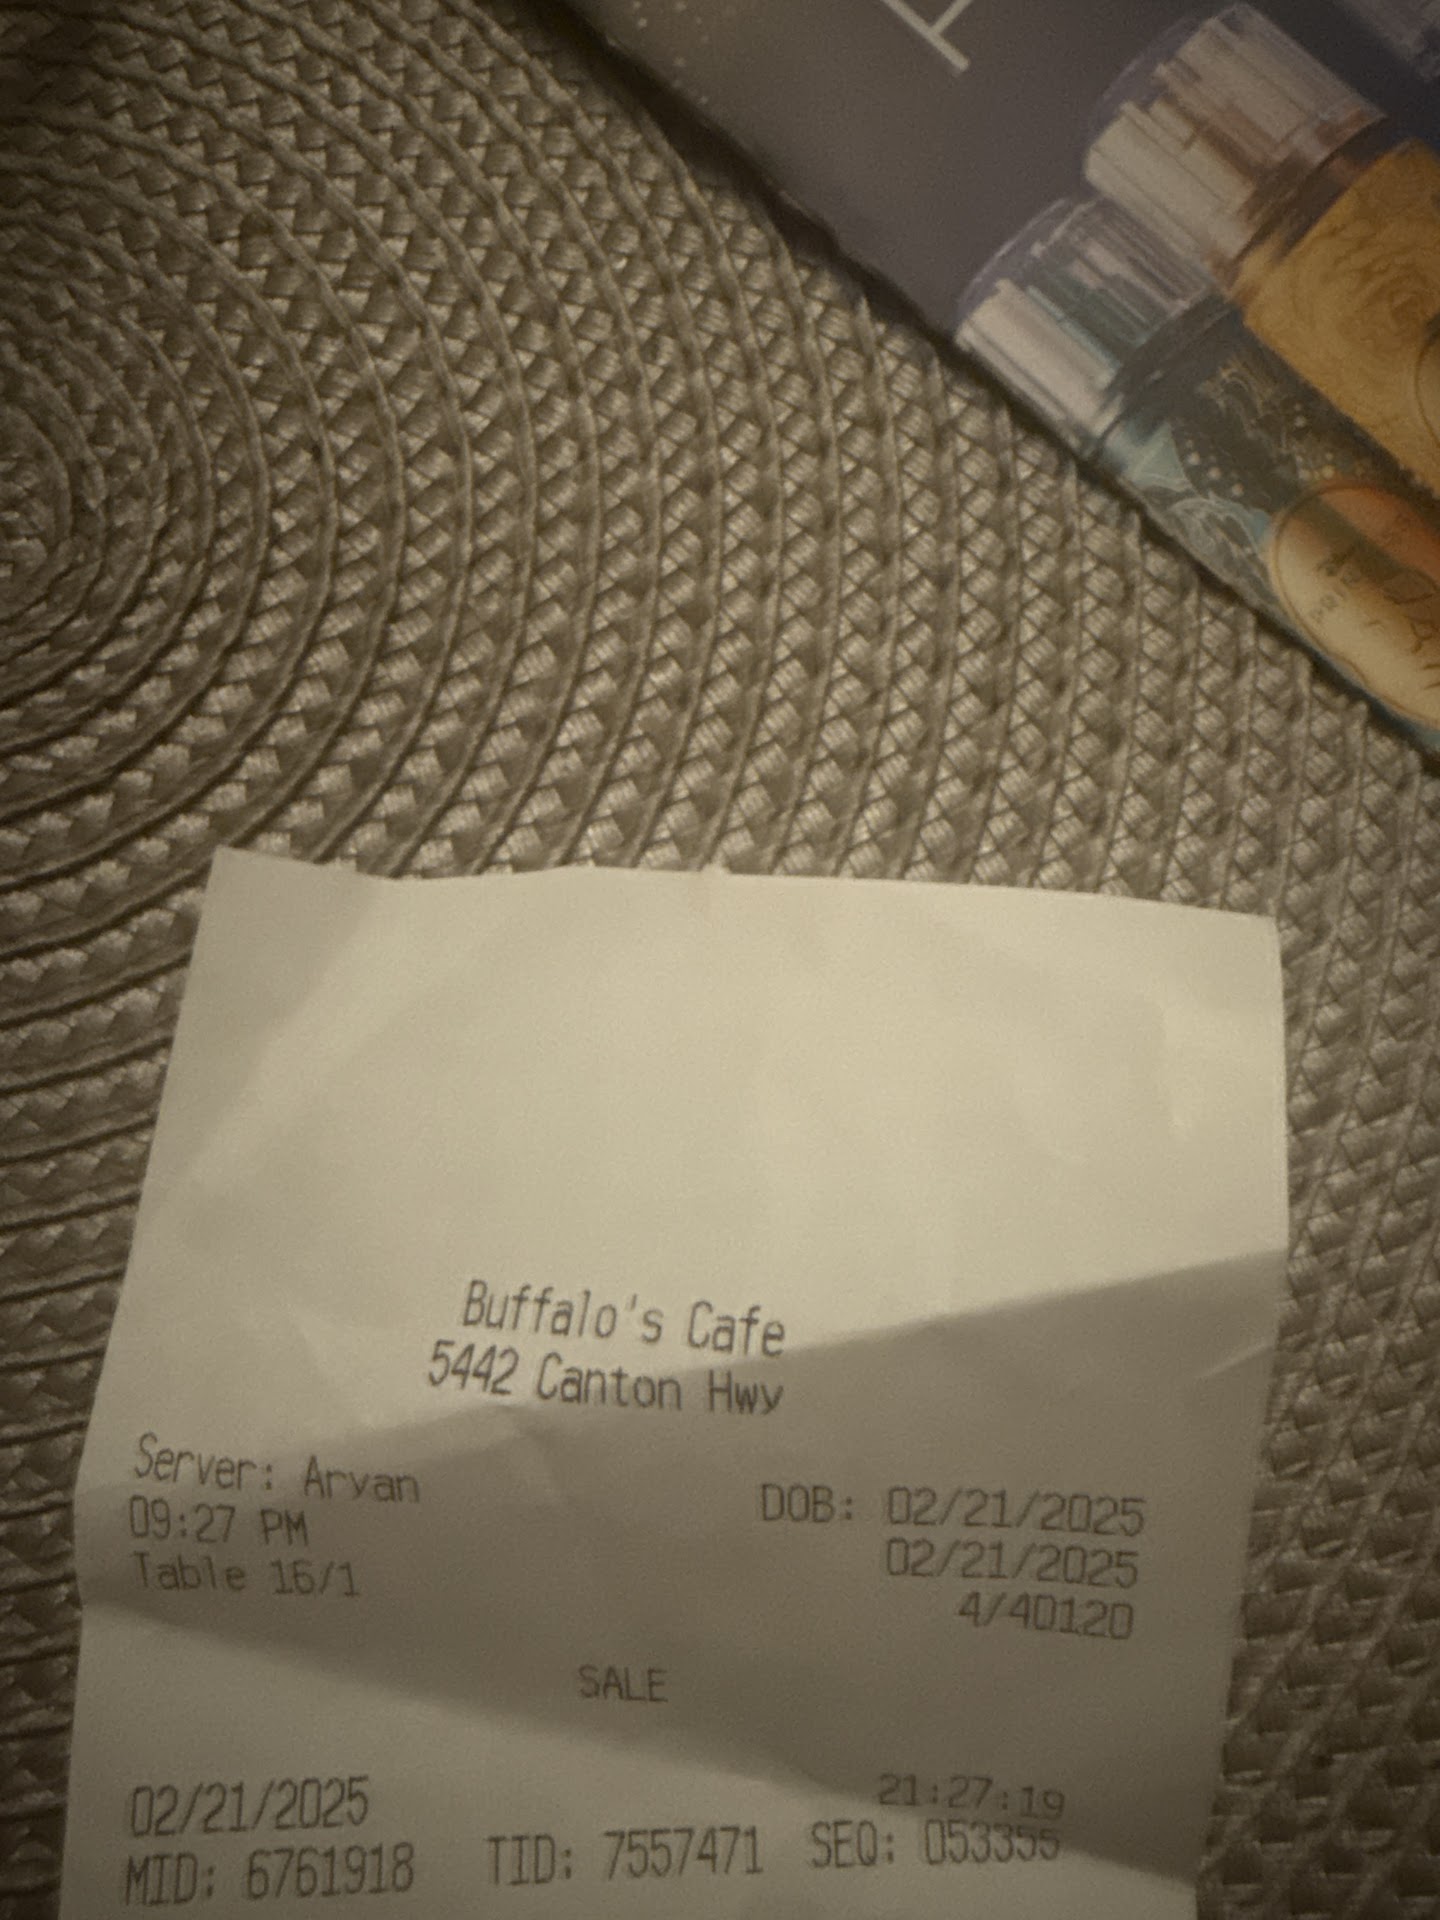 Buffalo's Cafe
5442 Canton Hwy
Server: Aryan
DOB: 02/21/2025
09:27 PM
02/21/2025
Table 16/1
4/40120
SALE
02/21/2025
21:27:19
MID: 6761918 TID: 7557471 SEQ: 053355